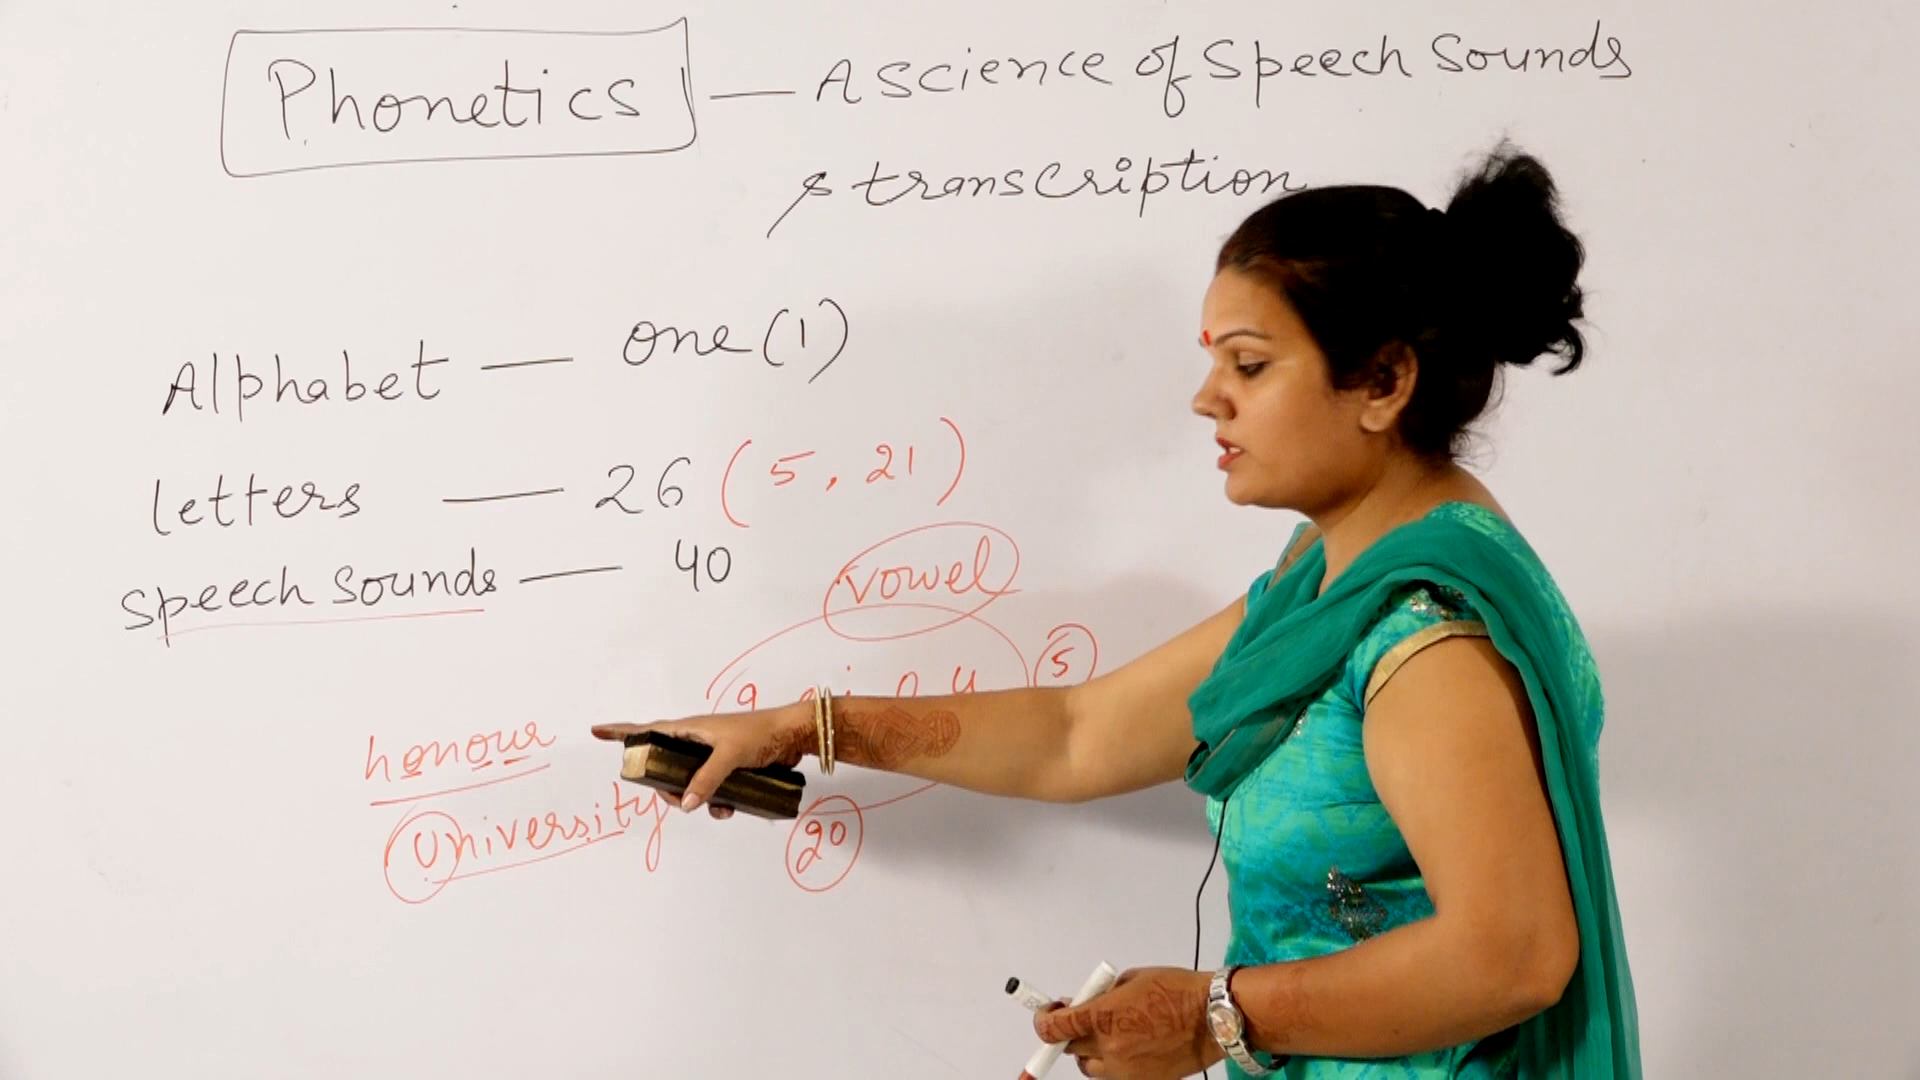 Phonetics — A science of speech sounds
& transcription
Alphabet — one (1)
letters — 26 (5, 21)
speech sounds — 40
vowel
a e i o u 5
honour
University
20